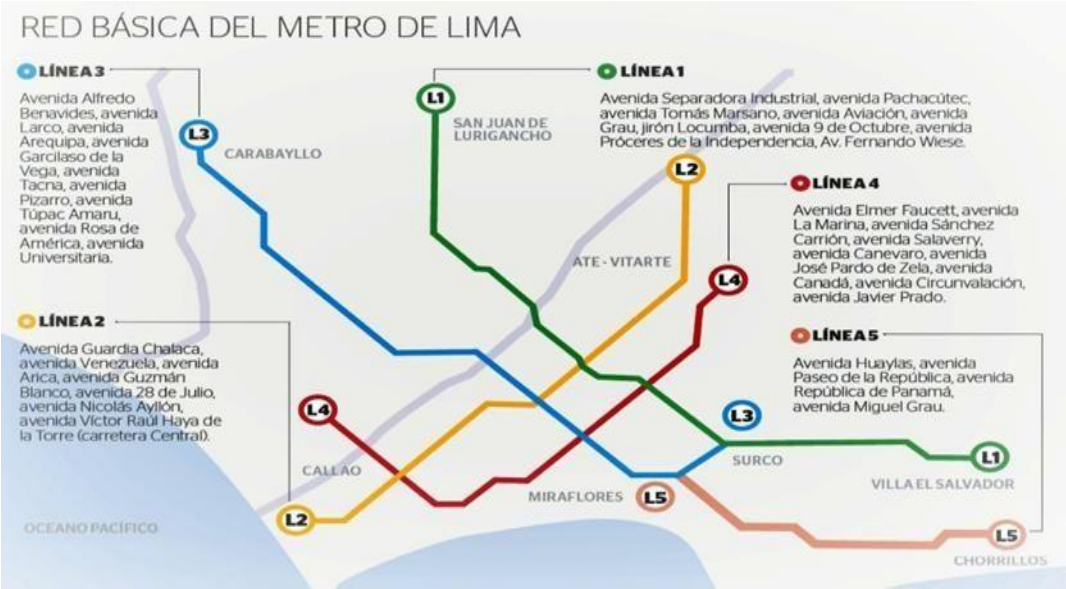 RED BÁSICA DEL METRO DE LIMA
LÍNEA 3
Avenida Alfredo
Benavides, avenida
Larco, avenida
Arequipa, avenida
Garcilaso de la
Vega, avenida
Tacna, avenida
Pizarro, avenida
Túpac Amaru,
avenida Rosa de
América, avenida
Universitaria.
LÍNEA 1
Avenida Separadora Industrial, avenida Pachacútec,
avenida Tomás Marsano, avenida Aviación, avenida
Grau, jirón Locumba, avenida 9 de Octubre, avenida
Próceres de la Independencia, Av. Fernando Wiese.
LÍNEA 4
Avenida Elmer Faucett, avenida
La Marina, avenida Sánchez
Carrión, avenida Salaverry,
avenida Canevaro, avenida
José Pardo de Zela, avenida
Canadá, avenida Circunvalación,
avenida Javier Prado.
LÍNEA 2
Avenida Guardia Chalaca,
avenida Venezuela, avenida
Arica, avenida Guzmán
Blanco, avenida 28 de Julio,
avenida Nicolás Ayllón,
avenida Víctor Raúl Haya de
la Torre (carretera Central).
LÍNEA 5
Avenida Huaylas, avenida
Paseo de la República, avenida
República de Panamá,
avenida Miguel Grau.
L3
CARABAYLLO
L1
SAN JUAN DE
LURIGANCHO
L2
ATE - VITARTE
L4
L4
CALLAO
L2
OCEANO PACÍFICO
MIRAFLORES
L5
L3
SURCO
L1
VILLA EL SALVADOR
L5
CHORRILLOS